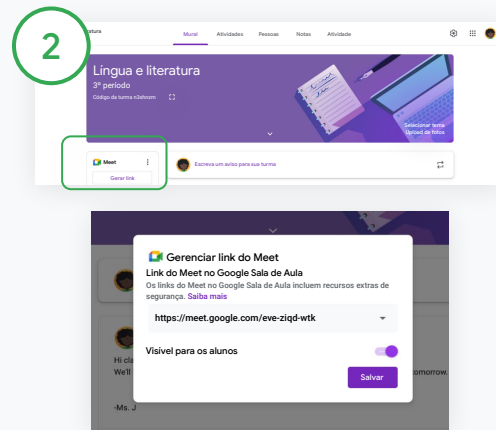 2
atura
Mural Atividades Pessoas Notas Atividade
Língua e literatura
3º período
Código da turma n3shnzm
Selecionar tema
Upload de fotos
Meet
Escreva um aviso para sua turma
Gerar link
Gerenciar link do Meet
Link do Meet no Google Sala de Aula
Os links do Meet no Google Sala de Aula incluem recursos extras de
segurança. Saiba mais
https://meet.google.com/eve-ziqd-wtk
Visível para os alunos
Hi cla
We'll
tomorrow.
Salvar
-Ms. J